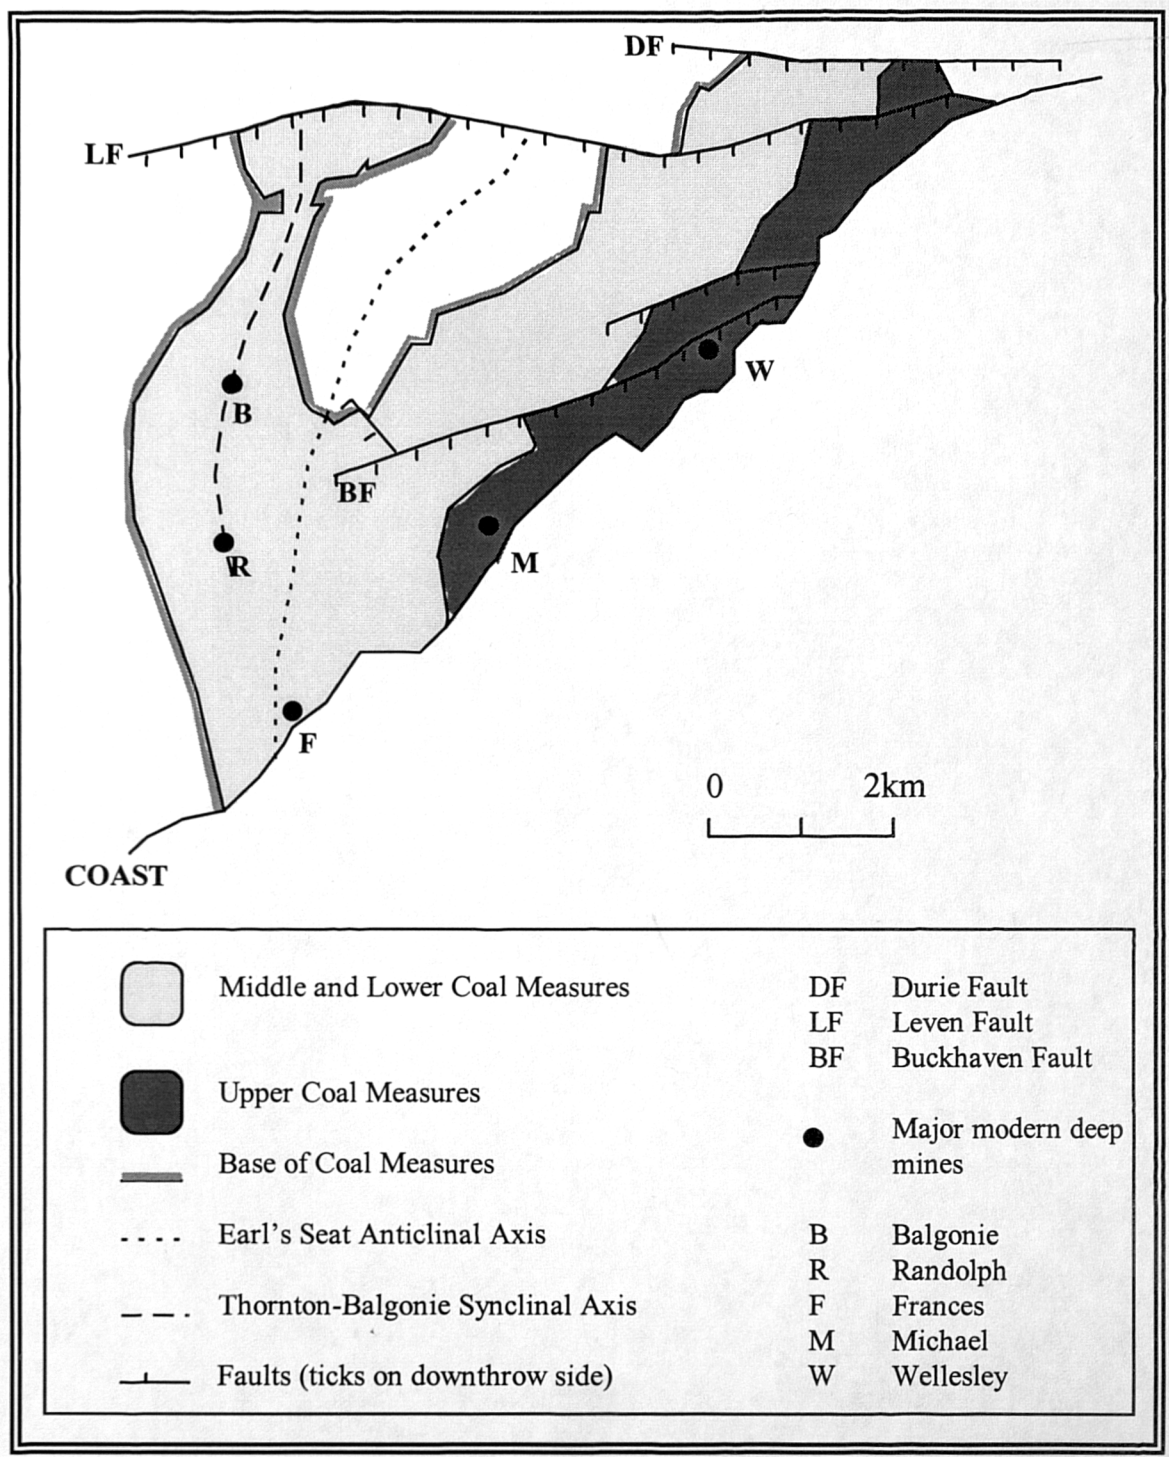 DF
LF
B
W
BF
R
M
F
0 2km
COAST
Middle and Lower Coal Measures
Upper Coal Measures
Base of Coal Measures
Earl's Seat Anticlinal Axis
Thornton-Balgonie Synclinal Axis
Faults (ticks on downthrow side)
DF Durie Fault
LF Leven Fault
BF Buckhaven Fault
Major modern deep
mines
B Balgonie
R Randolph
F Frances
M Michael
W Wellesley